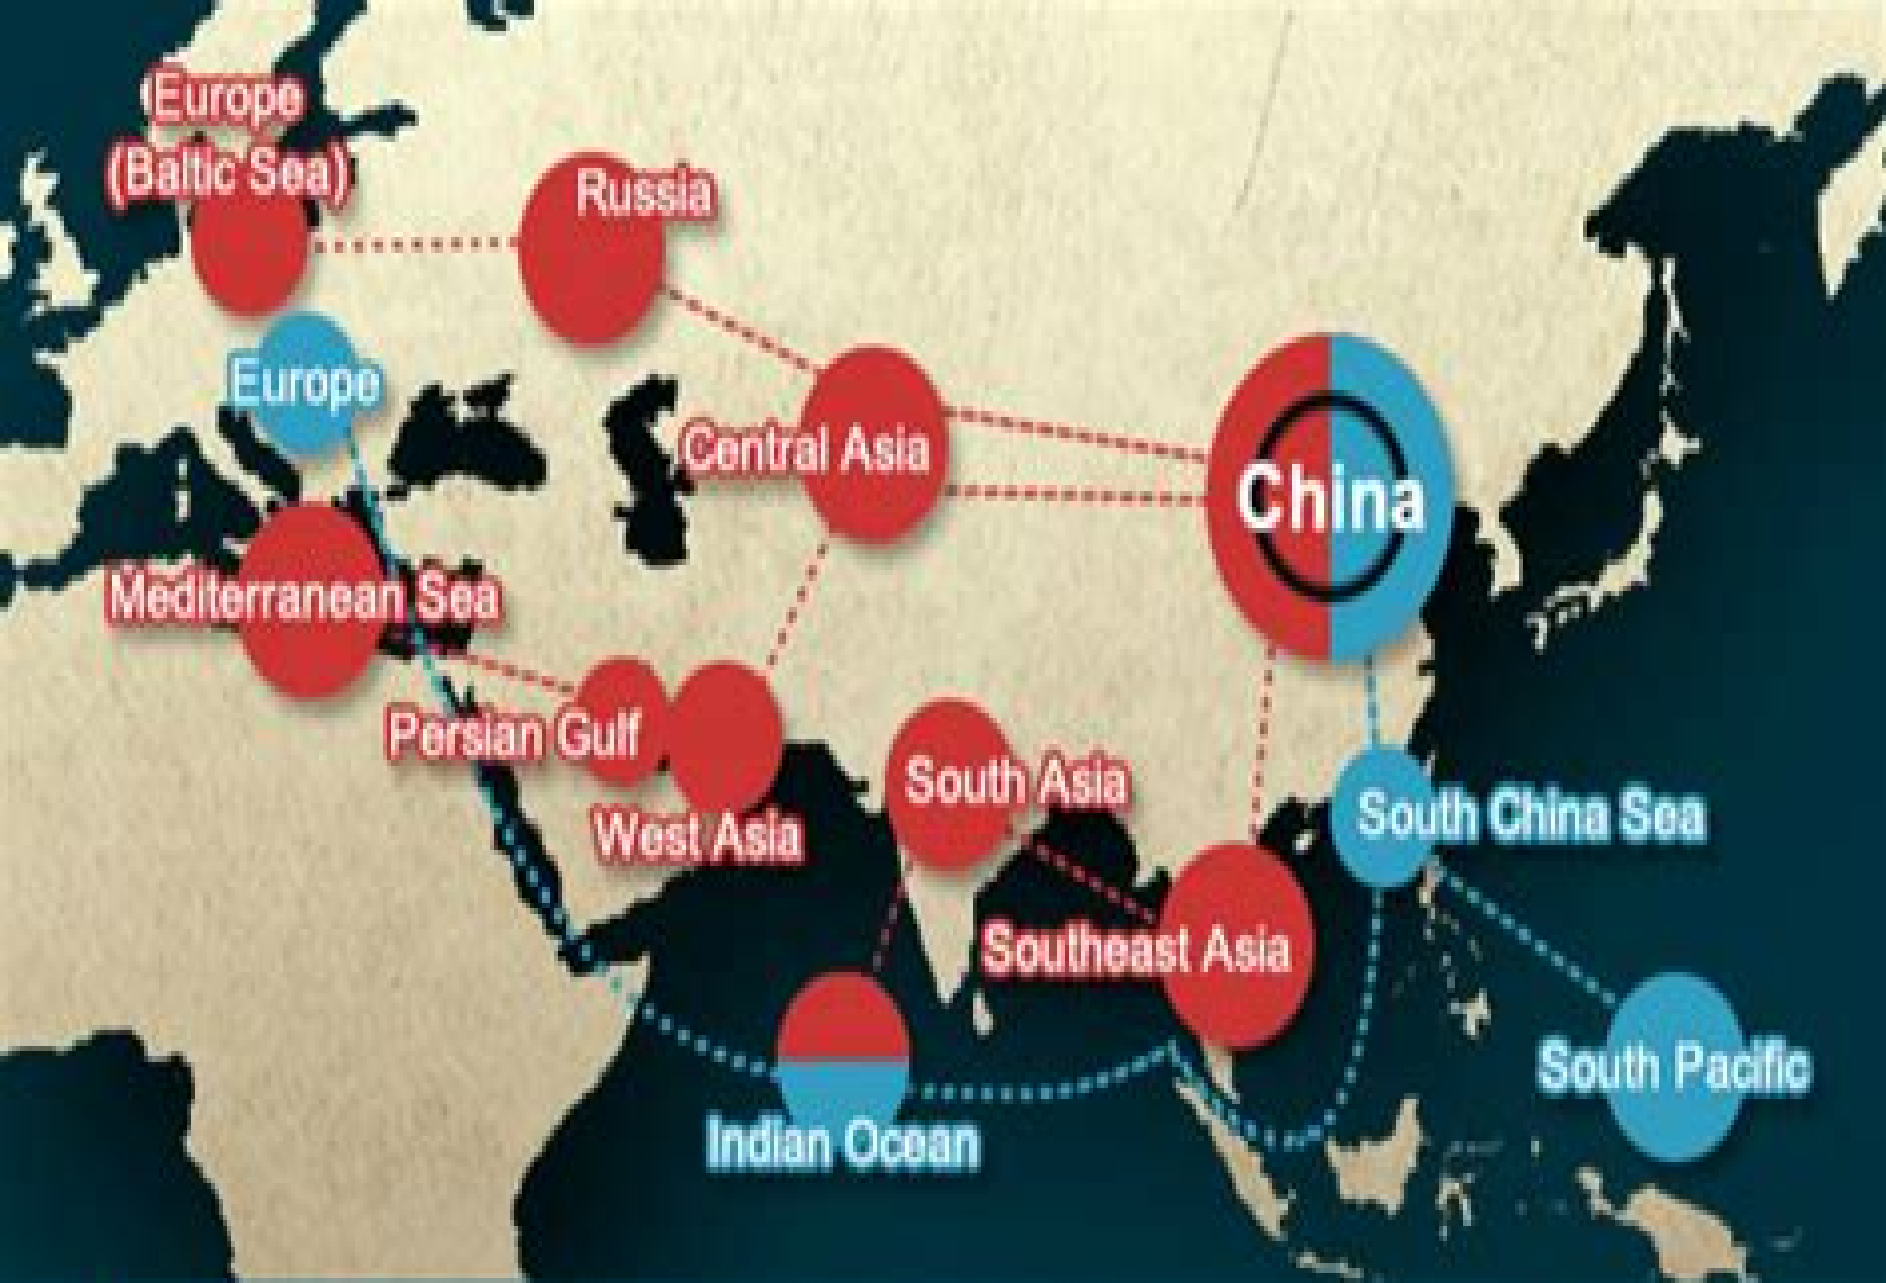 Europe
(Baltic Sea)
Russia
Europe
Central Asia
China
Mediterranean Sea
Persian Gulf
West Asia
South Asia
South China Sea
Southeast Asia
South Pacific
Indian Ocean